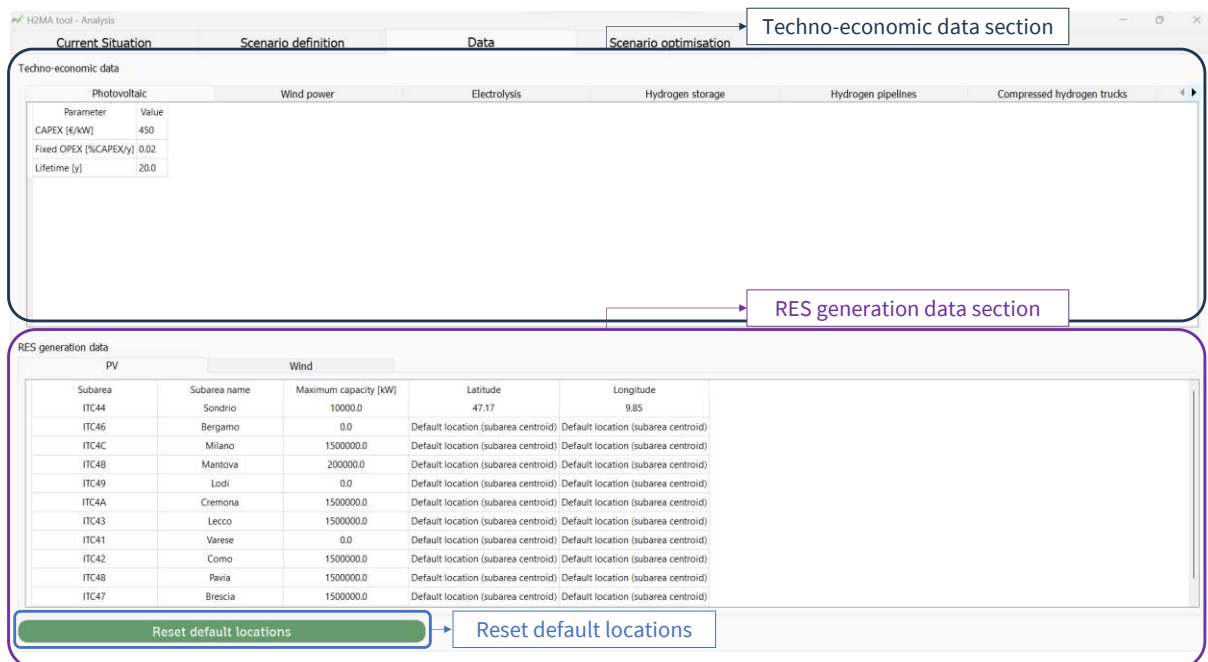 H2MA tool - Analysis
Techno-economic data section
Current Situation Scenario definition Data Scenario optimisation
Techno-economic data
Photovoltaic Wind power Electrolysis Hydrogen storage Hydrogen pipelines Compressed hydrogen trucks
Parameter Value
CAPEX [€/kW] 450
Fixed OPEX [%CAPEX/y] 0.02
Lifetime [y] 20.0
RES generation data section
RES generation data
PV Wind
Subarea Subarea name Maximum capacity [kW] Latitude Longitude
ITC44 Sondrio 10000.0 47.17 9.85
ITC46 Bergamo 0.0 Default location (subarea centroid) Default location (subarea centroid)
ITC4C Milano 1500000.0 Default location (subarea centroid) Default location (subarea centroid)
ITC4B Mantova 200000.0 Default location (subarea centroid) Default location (subarea centroid)
ITC49 Lodi 0.0 Default location (subarea centroid) Default location (subarea centroid)
ITC4A Cremona 1500000.0 Default location (subarea centroid) Default location (subarea centroid)
ITC43 Lecco 1500000.0 Default location (subarea centroid) Default location (subarea centroid)
ITC41 Varese 0.0 Default location (subarea centroid) Default location (subarea centroid)
ITC42 Como 1500000.0 Default location (subarea centroid) Default location (subarea centroid)
ITC48 Pavia 1500000.0 Default location (subarea centroid) Default location (subarea centroid)
ITC47 Brescia 1500000.0 Default location (subarea centroid) Default location (subarea centroid)
Reset default locations Reset default locations